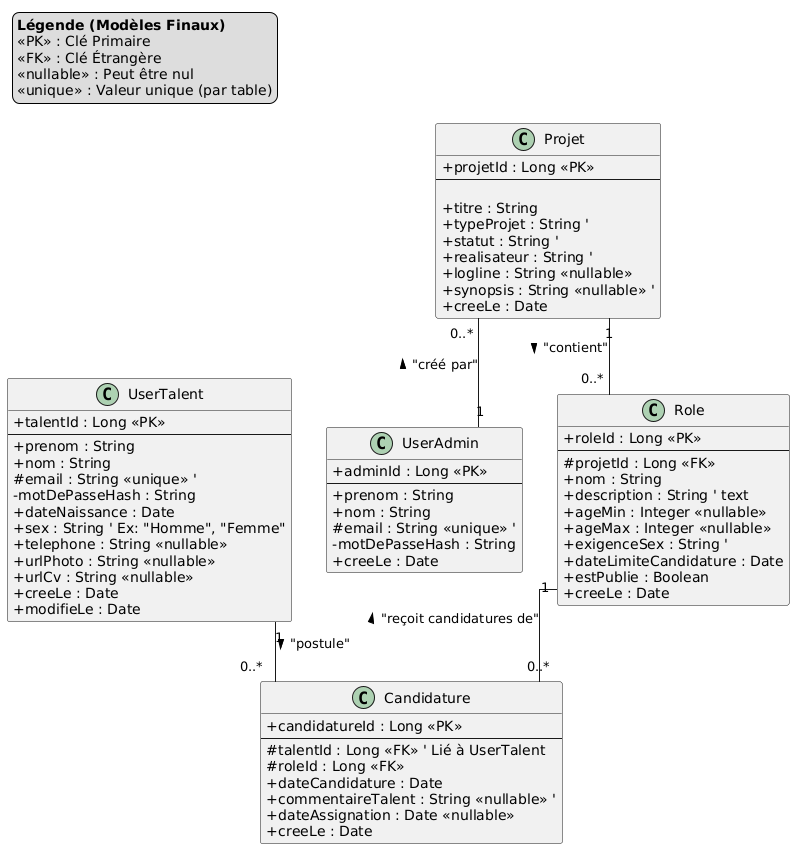 Légende (Modèles Finaux)
«PK» : Clé Primaire
«FK» : Clé Étrangère
«nullable» : Peut être nul
«unique» : Valeur unique (par table)
C Projet
+projetId : Long «PK»
+titre : String
+typeProjet : String '
+statut : String '
+realisateur : String '
+logline : String «nullable»
+synopsis : String «nullable» '
+creeLe : Date
0..*
1
"créé par"
"contient"
0..*
1
C UserTalent
+talentId : Long «PK»
+prenom : String
+nom : String
#email : String «unique» '
-motDePasseHash : String
+dateNaissance : Date
+sex : String ' Ex: "Homme", "Femme"
+telephone : String «nullable»
+urlPhoto : String «nullable»
+urlCv : String «nullable»
+creeLe : Date
+modifieLe : Date
C UserAdmin
+adminId : Long «PK»
+prenom : String
+nom : String
#email : String «unique» '
-motDePasseHash : String
+creeLe : Date
C Role
+roleId : Long «PK»
#projetId : Long «FK»
+nom : String
+description : String ' text
+ageMin : Integer «nullable»
+ageMax : Integer «nullable»
+exigenceSex : String '
+dateLimiteCandidature : Date
+estPublie : Boolean
+creeLe : Date
1
"reçoit candidatures de"
1
"postule"
0..*
0..*
C Candidature
+candidatureId : Long «PK»
#talentId : Long «FK» ' Lié à UserTalent
#roleId : Long «FK»
+dateCandidature : Date
+commentaireTalent : String «nullable» '
+dateAssignation : Date «nullable»
+creeLe : Date